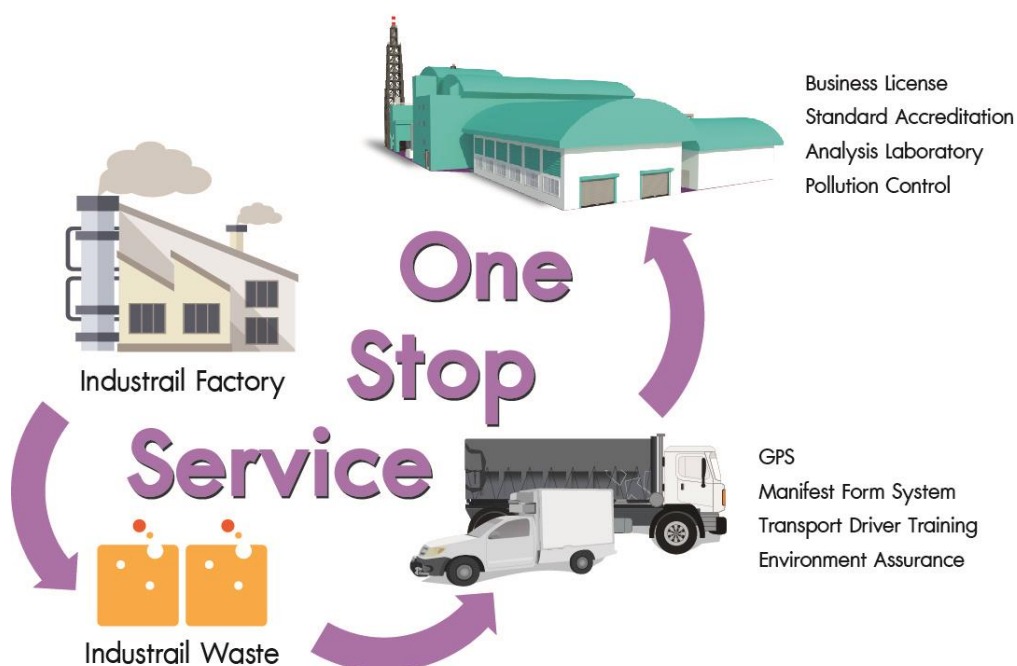 Business License
Standard Accreditation
Analysis Laboratory
Pollution Control
One
Stop
Service
Industrail Factory
GPS
Manifest Form System
Transport Driver Training
Environment Assurance
Industrail Waste